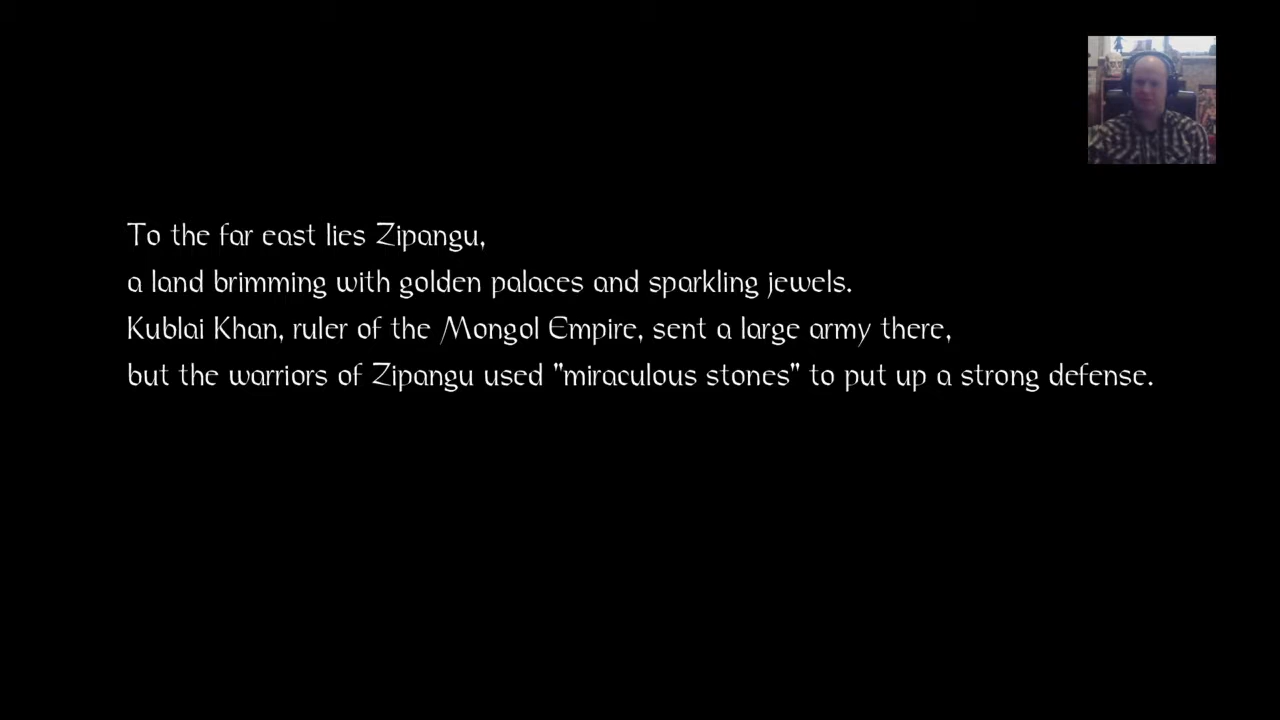 To the far east lies Zipangu,
a land brimming with golden palaces and sparkling jewels.
Kublai Khan, ruler of the Mongol Empire, sent a large army there,
but the warriors of Zipangu used "miraculous stones" to put up a strong defense.